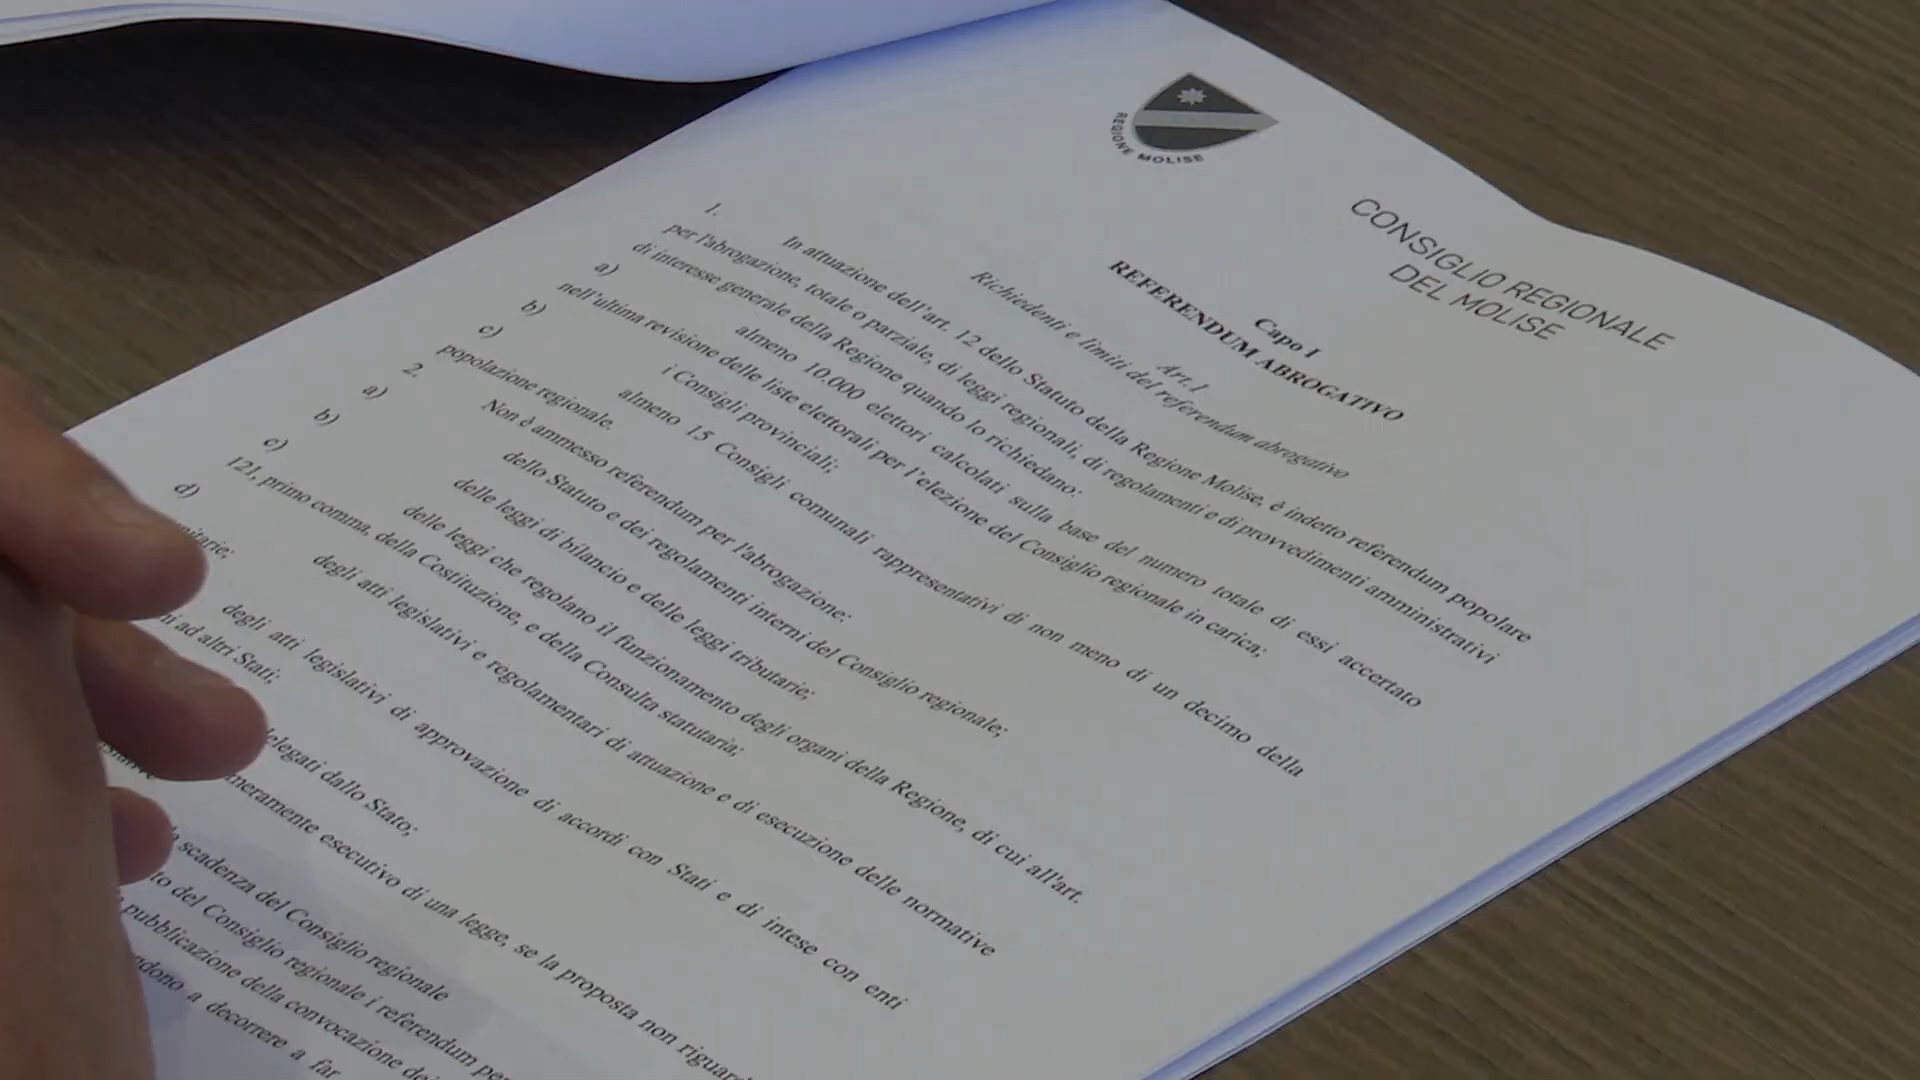 REGIONE MOLISE
CONSIGLIO REGIONALE
DEL MOLISE
Capo I
REFERENDUM ABROGATIVO
Art.1
Richiedenti e limiti del referendum abrogativo
1. In attuazione dell'art. 12 dello Statuto della Regione Molise, è indetto referendum popolare
per l'abrogazione, totale o parziale, di leggi regionali, di regolamenti e di provvedimenti amministrativi
di interesse generale della Regione quando lo richiedano:
a) almeno 10.000 elettori calcolati sulla base del numero totale di essi accertato
nell'ultima revisione delle liste elettorali per l'elezione del Consiglio regionale in carica;
b) i Consigli provinciali;
c) almeno 15 Consigli comunali rappresentativi di non meno di un decimo della
popolazione regionale.
2. Non è ammesso referendum per l'abrogazione:
a) dello Statuto e dei regolamenti interni del Consiglio regionale;
b) delle leggi di bilancio e delle leggi tributarie;
c) delle leggi che regolano il funzionamento degli organi della Regione, di cui all'art.
121, primo comma, della Costituzione, e della Consulta statutaria;
d) degli atti legislativi e regolamentari di attuazione e di esecuzione delle normative
degli atti legislativi di approvazione di accordi con Stati e di intese con enti
ad altri Stati;
delegati dallo Stato;
meramente esecutivo di una legge, se la proposta non
scadenza del Consiglio regionale
del Consiglio regionale i referendum
pubblicazione della convocazione
a decorrere a far